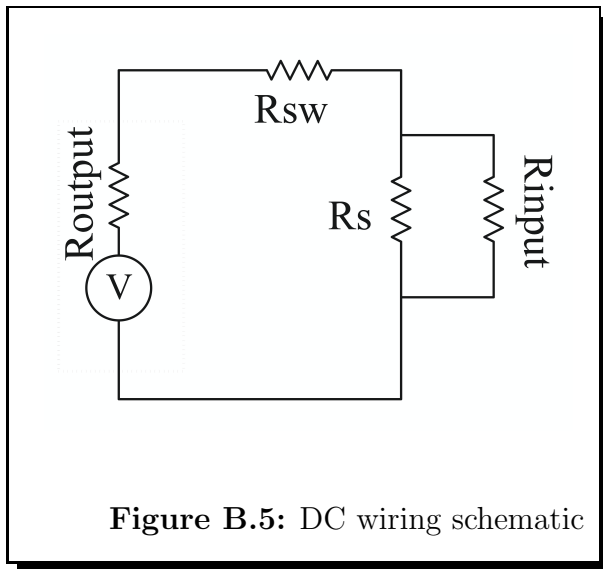 Rsw
Routput
Rs
Rinput
V
Figure B.5: DC wiring schematic